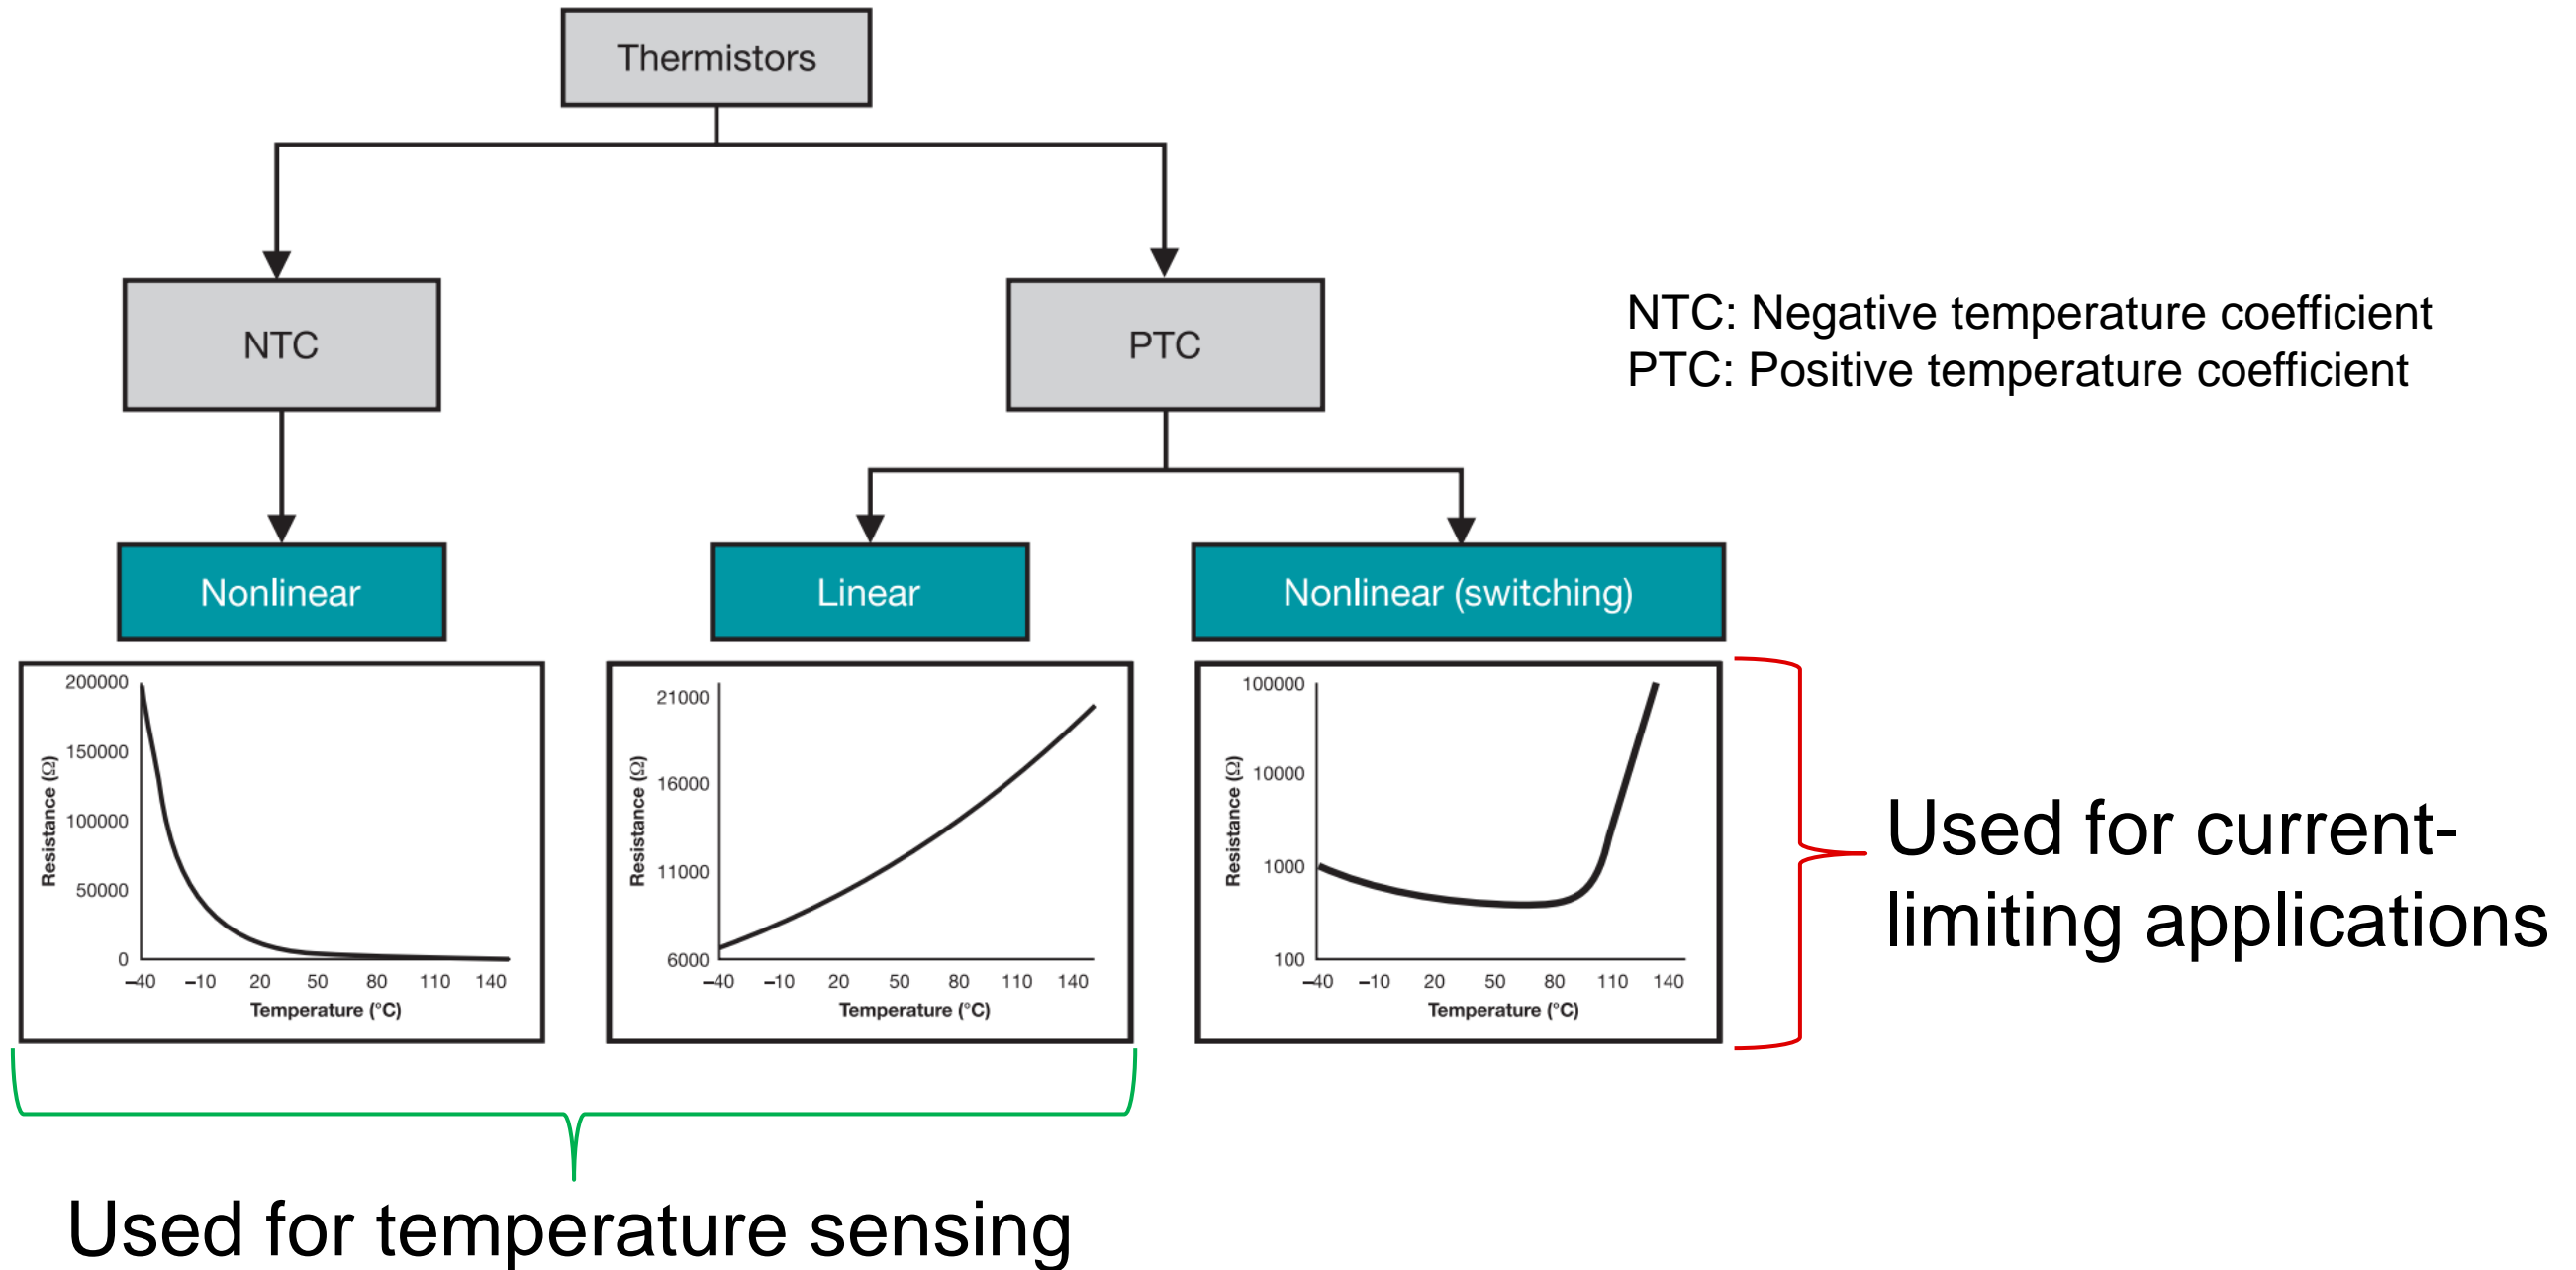 Thermistors
NTC
PTC
NTC: Negative temperature coefficient
PTC: Positive temperature coefficient
Nonlinear
Linear
Nonlinear (switching)
200000
150000
100000
50000
0
Resistance (Ω)
–40 –10 20 50 80 110 140
Temperature (°C)
21000
16000
11000
6000
Resistance (Ω)
–40 –10 20 50 80 110 140
Temperature (°C)
100000
10000
1000
100
Resistance (Ω)
–40 –10 20 50 80 110 140
Temperature (°C)
Used for current-
limiting applications
Used for temperature sensing